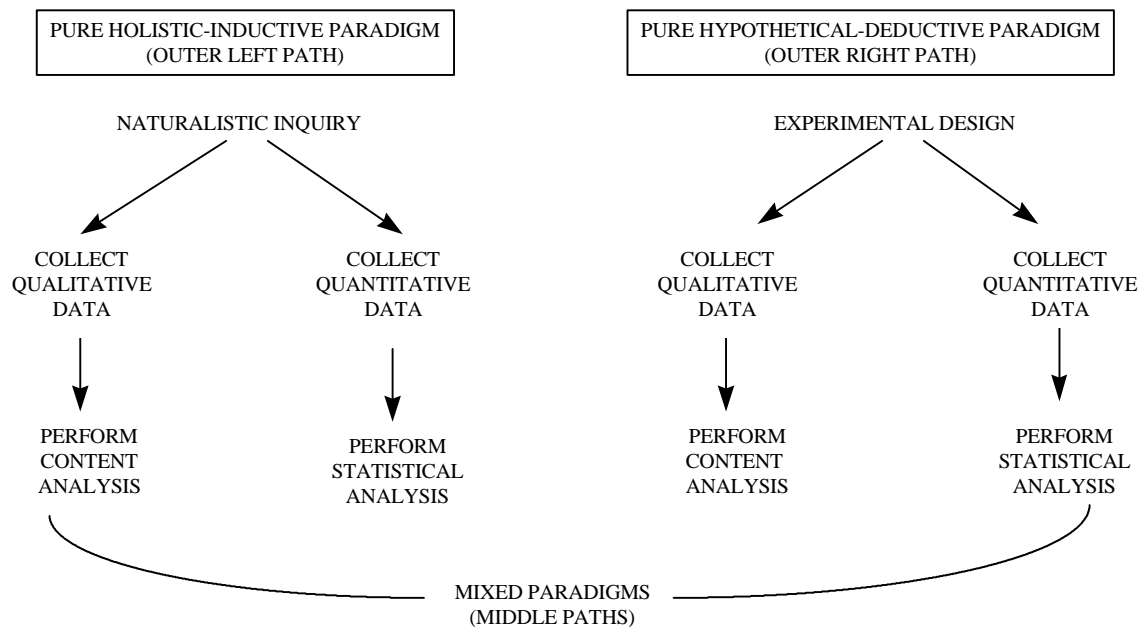 PURE HOLISTIC-INDUCTIVE PARADIGM
(OUTER LEFT PATH)
PURE HYPOTHETICAL-DEDUCTIVE PARADIGM
(OUTER RIGHT PATH)
NATURALISTIC INQUIRY
EXPERIMENTAL DESIGN
COLLECT
QUALITATIVE
DATA
COLLECT
QUANTITATIVE
DATA
COLLECT
QUALITATIVE
DATA
COLLECT
QUANTITATIVE
DATA
PERFORM
CONTENT
ANALYSIS
PERFORM
STATISTICAL
ANALYSIS
PERFORM
CONTENT
ANALYSIS
PERFORM
STATISTICAL
ANALYSIS
MIXED PARADIGMS
(MIDDLE PATHS)